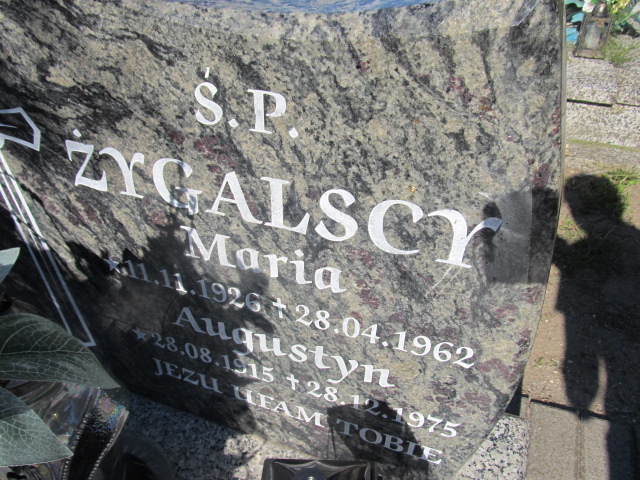 Ś.P.
ŻYGALSCY
Maria
★11.11.1926 ✝28.04.1962
Augustyn
★28.08.1915 ✝28.12.1975
JEZU UFAM TOBIE